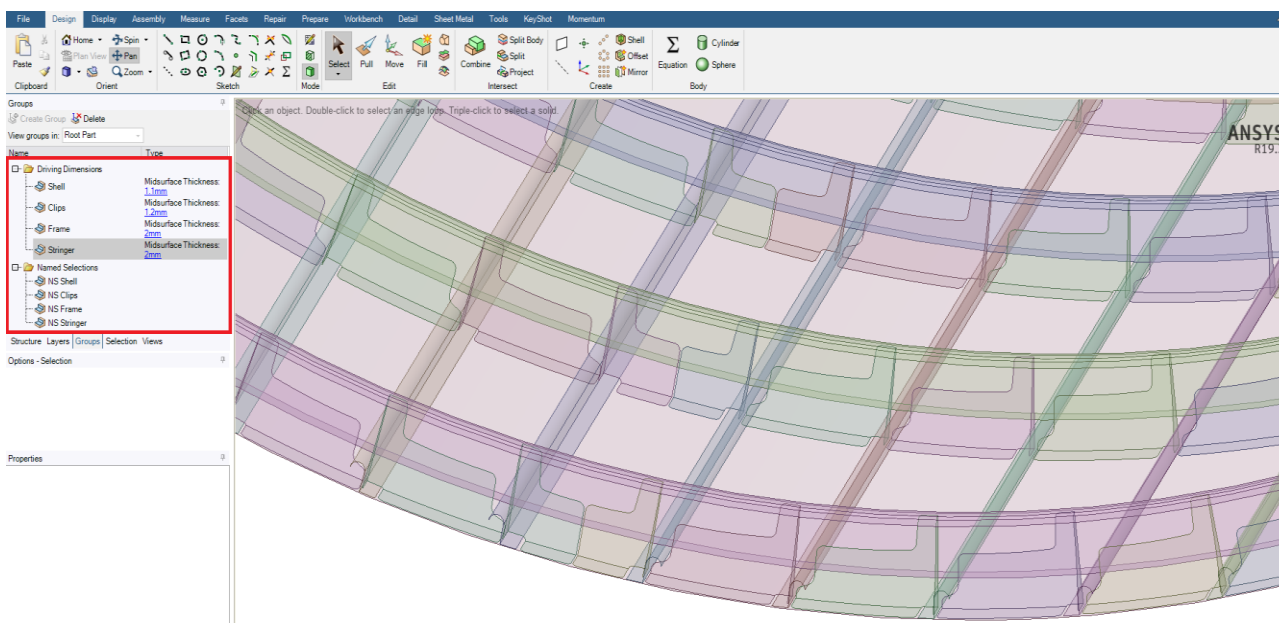 File Design Display Assembly Measure Facets Repair Prepare Workbench Detail Sheet Metal Tools KeyShot Momentum
Home Spin
Plan View Pan
Paste
Zoom
Select Pull Move Fill
Combine
Split Body
Split
Project
Shell
Offset
Mirror
Equation
Cylinder
Sphere
Clipboard Orient Sketch Mode Edit Intersect Create Body
Groups
Create Group Delete
View groups in: Root Part
Name Type
Driving Dimensions
Shell Midsurface Thickness:
1.1mm
Clips Midsurface Thickness:
1.2mm
Frame Midsurface Thickness:
2mm
Stringer Midsurface Thickness:
2mm
Named Selections
NS Shell
NS Clips
NS Frame
NS Stringer
Structure Layers Groups Selection Views
Options - Selection
Properties
Click an object. Double-click to select an edge loop. Triple-click to select a solid.
ANSYS
R19.